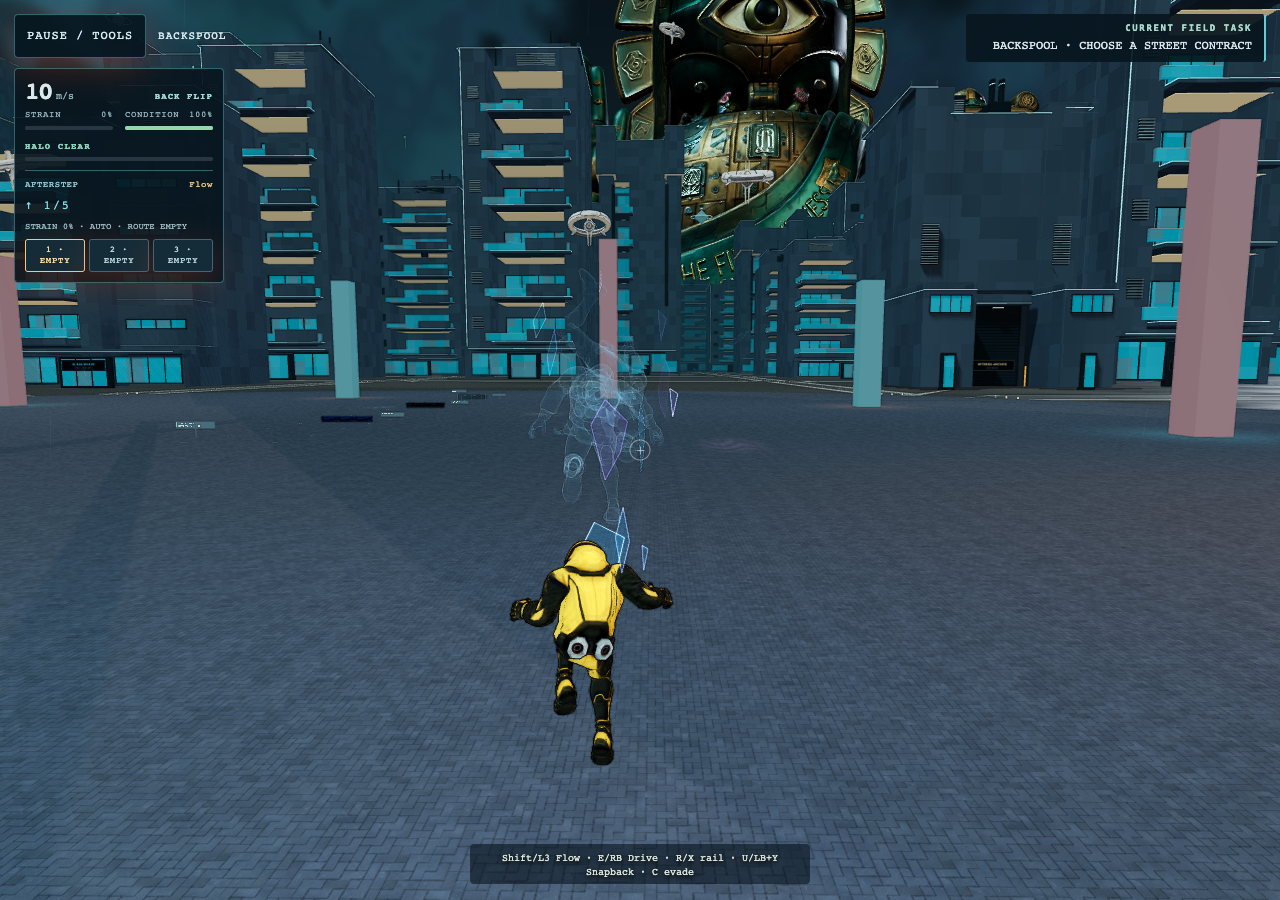 PAUSE / TOOLS
BACKSPOOL
CURRENT FIELD TASK
BACKSPOOL · CHOOSE A STREET CONTRACT
10 m/s
BACK FLIP
STRAIN 0%
CONDITION 100%
HALO CLEAR
AFTERSTEP
Flow
↑ 1/5
STRAIN 0% · AUTO · ROUTE EMPTY
1 · EMPTY
2 · EMPTY
3 · EMPTY
HE FI
Shift/L3 Flow · E/RB Drive · R/X rail · U/LB+Y
Snapback · C evade